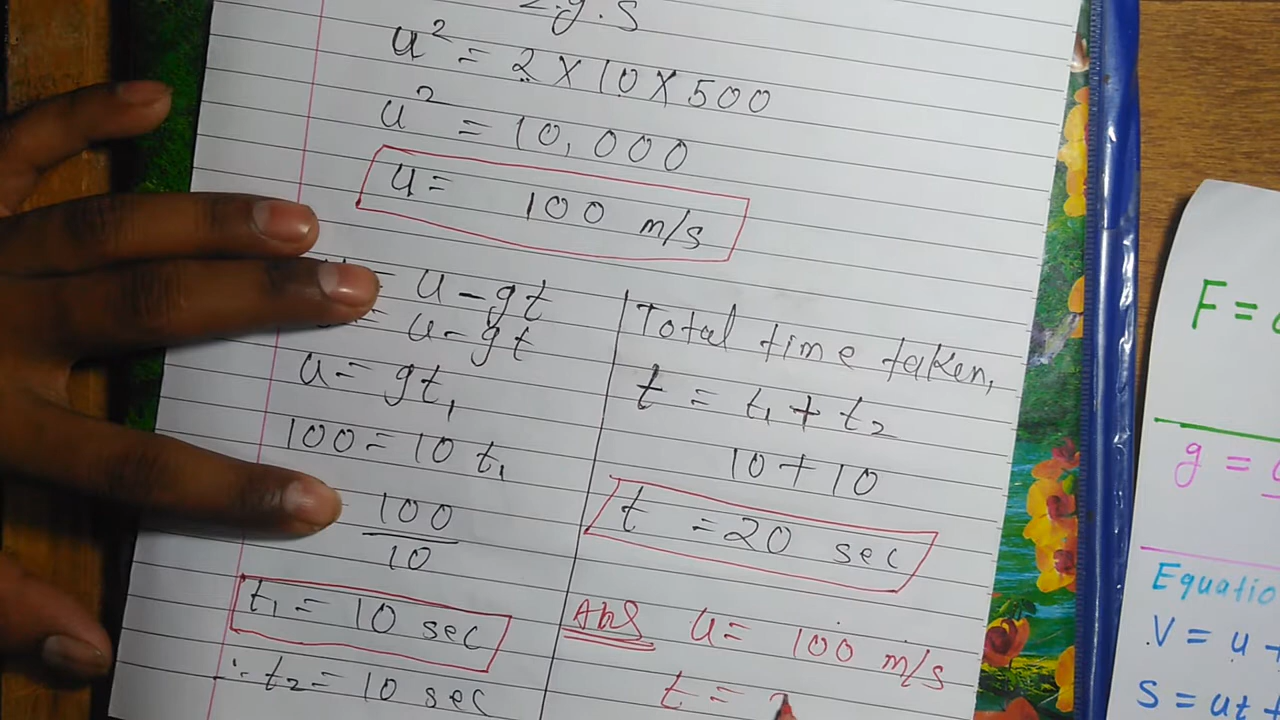 2.g.s
u² = 2 × 10 × 500
u² = 10,000
u = 100 m/s
= u - gt
= u - gt
u = gt₁
100 = 10 t₁
100
10
t₁ = 10 sec
∴ t₂ = 10 sec
Total time taken,
t = t₁ + t₂
10 + 10
t = 20 sec
Ans u = 100 m/s
t =
F =
g =
Equatio
V = u +
S = ut +